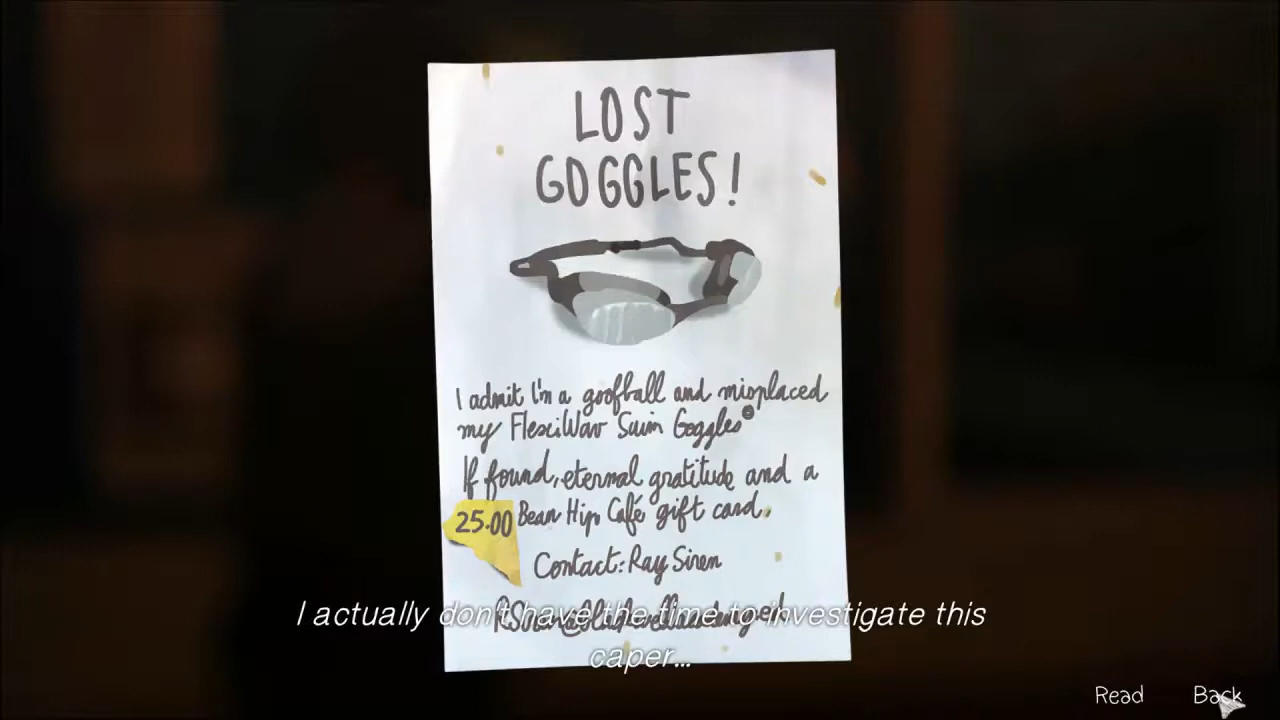 LOST
GOGGLES!
I admit I'm a goofball and misplaced
my FlexiWav Swim Goggles®
If found, eternal gratitude and a
25.00 Bean Hip Café gift card.
Contact: Ray Siren
I actually don't have the time to investigate this
caper...
Read Back